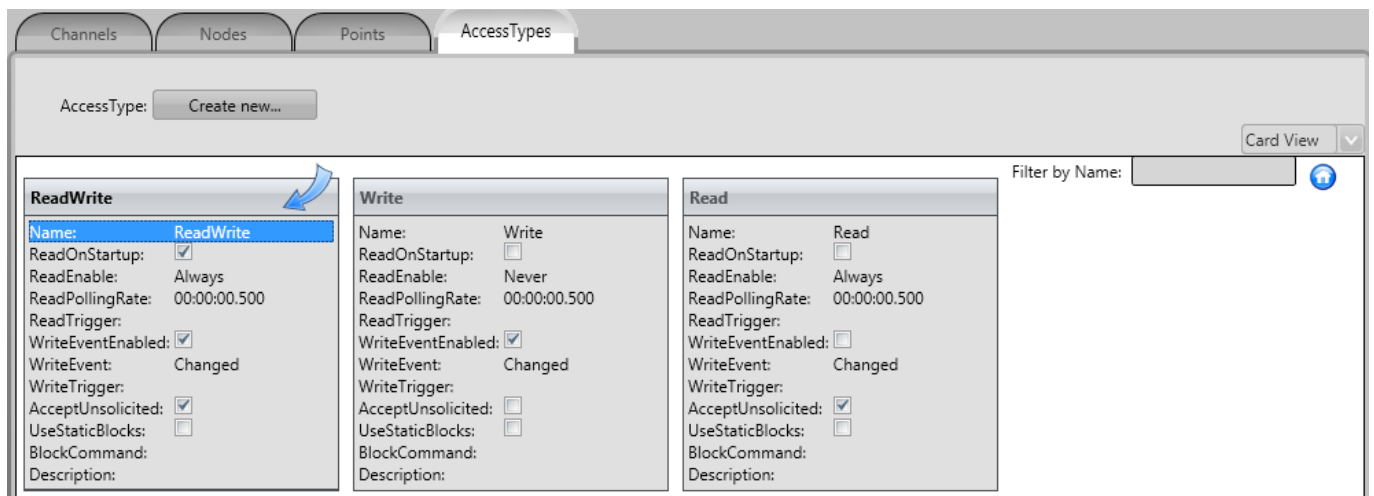 Channels Nodes Points AccessTypes
AccessType: Create new...
Card View
Filter by Name:
ReadWrite
Name: ReadWrite
ReadOnStartup:
ReadEnable: Always
ReadPollingRate: 00:00:00.500
ReadTrigger:
WriteEventEnabled:
WriteEvent: Changed
WriteTrigger:
AcceptUnsolicited:
UseStaticBlocks:
BlockCommand:
Description:
Write
Name: Write
ReadOnStartup:
ReadEnable: Never
ReadPollingRate: 00:00:00.500
ReadTrigger:
WriteEventEnabled:
WriteEvent: Changed
WriteTrigger:
AcceptUnsolicited:
UseStaticBlocks:
BlockCommand:
Description:
Read
Name: Read
ReadOnStartup:
ReadEnable: Always
ReadPollingRate: 00:00:00.500
ReadTrigger:
WriteEventEnabled:
WriteEvent: Changed
WriteTrigger:
AcceptUnsolicited:
UseStaticBlocks:
BlockCommand:
Description: